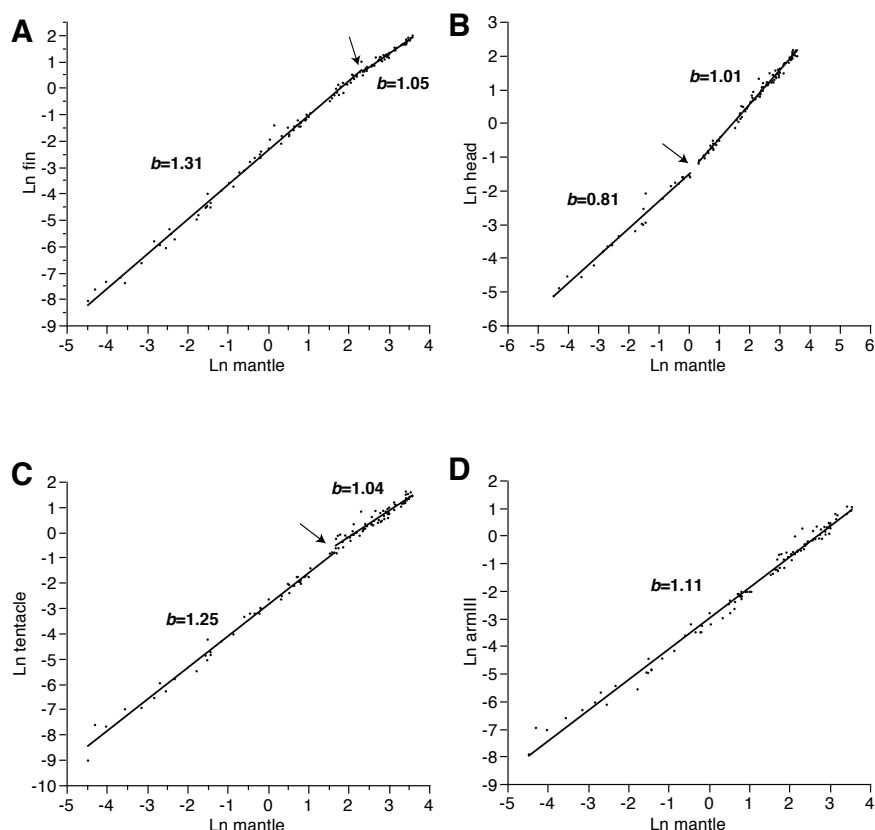 A
2
1
0
-1
-2
-3
-4
-5
-6
-7
-8
-9
Ln fin
b=1.31
b=1.05
-5 -4 -3 -2 -1 0 1 2 3 4
Ln mantle
B
3
2
1
0
-1
-2
-3
-4
-5
-6
Ln head
b=1.01
b=0.81
-6 -5 -4 -3 -2 -1 0 1 2 3 4 5 6
Ln mantle
C
2
1
0
-1
-2
-3
-4
-5
-6
-7
-8
-9
-10
Ln tentacle
b=1.04
b=1.25
-5 -4 -3 -2 -1 0 1 2 3 4
Ln mantle
D
2
1
0
-1
-2
-3
-4
-5
-6
-7
-8
-9
Ln armIII
b=1.11
-5 -4 -3 -2 -1 0 1 2 3 4
Ln mantle